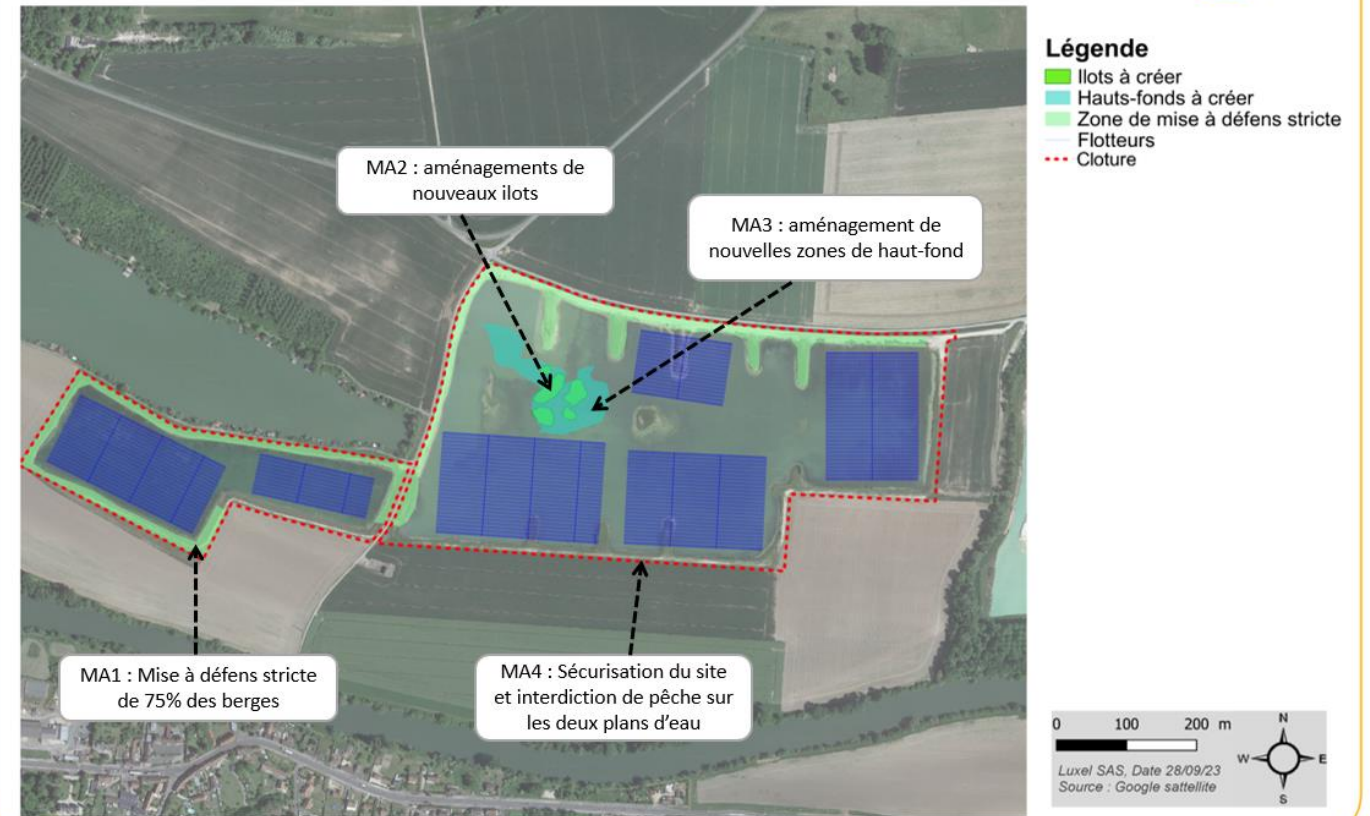 MA2 : aménagements de
nouveaux ilots
MA3 : aménagement de
nouvelles zones de haut-fond
MA1 : Mise à défens stricte
de 75% des berges
MA4 : Sécurisation du site
et interdiction de pêche sur
les deux plans d'eau
Légende
Ilots à créer
Hauts-fonds à créer
Zone de mise à défens stricte
Flotteurs
Cloture
0 100 200 m
N
W E
S
Luxel SAS, Date 28/09/23
Source : Google sattellite